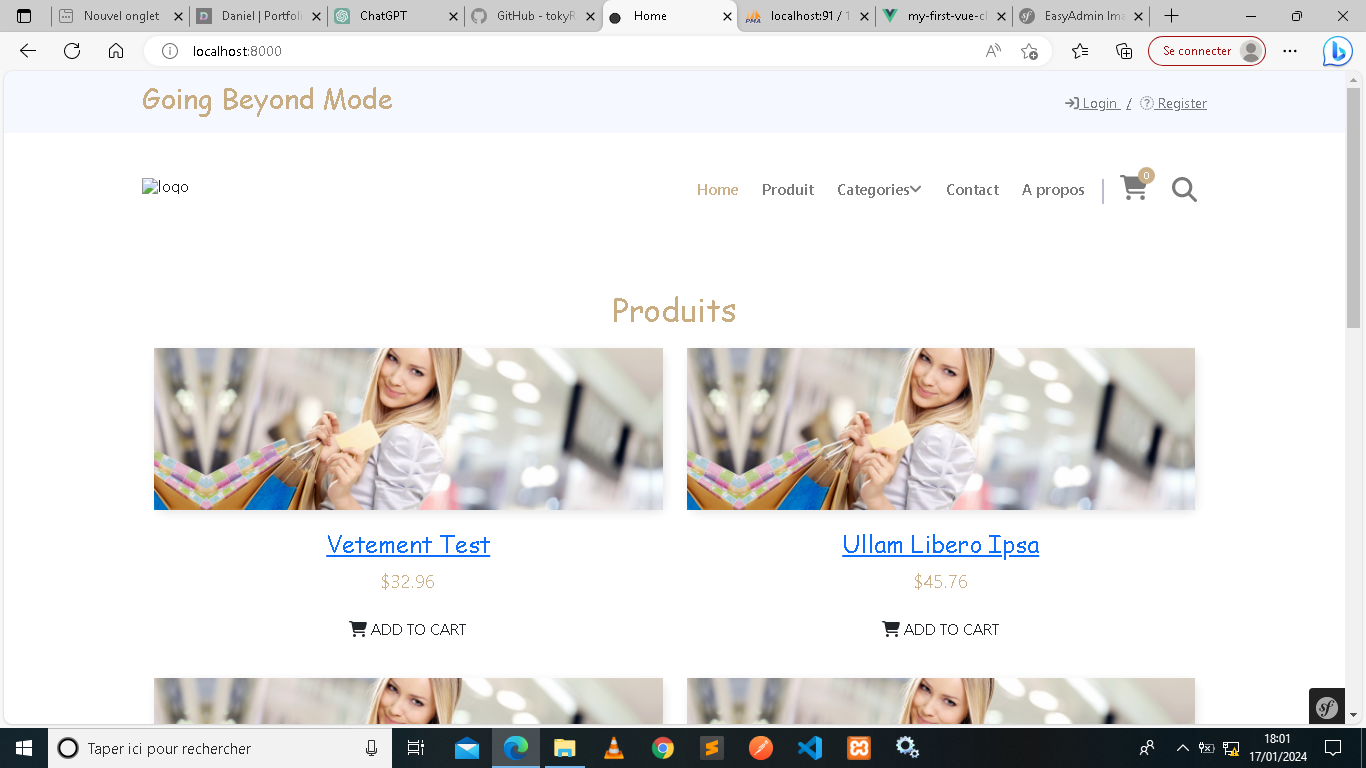 Nouvel onglet
Daniel | Portfoli
ChatGPT
GitHub - tokyR
Home
localhost:91 / 1
my-first-vue-cl
EasyAdmin Ima
localhost:8000
Se connecter
Going Beyond Mode
Login / Register
logo
Home Produit Categories Contact A propos
0
Produits
Vetement Test
Ullam Libero Ipsa
$32.96
$45.76
ADD TO CART
ADD TO CART
Taper ici pour rechercher
18:01
17/01/2024